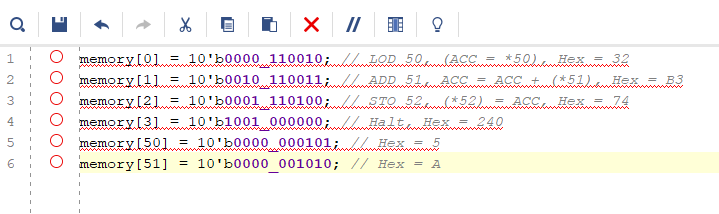 1 memory[0] = 10'b0000_110010; // LOD 50, (ACC = *50), Hex = 32
2 memory[1] = 10'b0010_110011; // ADD 51, ACC = ACC + (*51), Hex = B3
3 memory[2] = 10'b0001_110100; // STO 52, (*52) = ACC, Hex = 74
4 memory[3] = 10'b1001_000000; // Halt, Hex = 240
5 memory[50] = 10'b0000_000101; // Hex = 5
6 memory[51] = 10'b0000_001010; // Hex = A